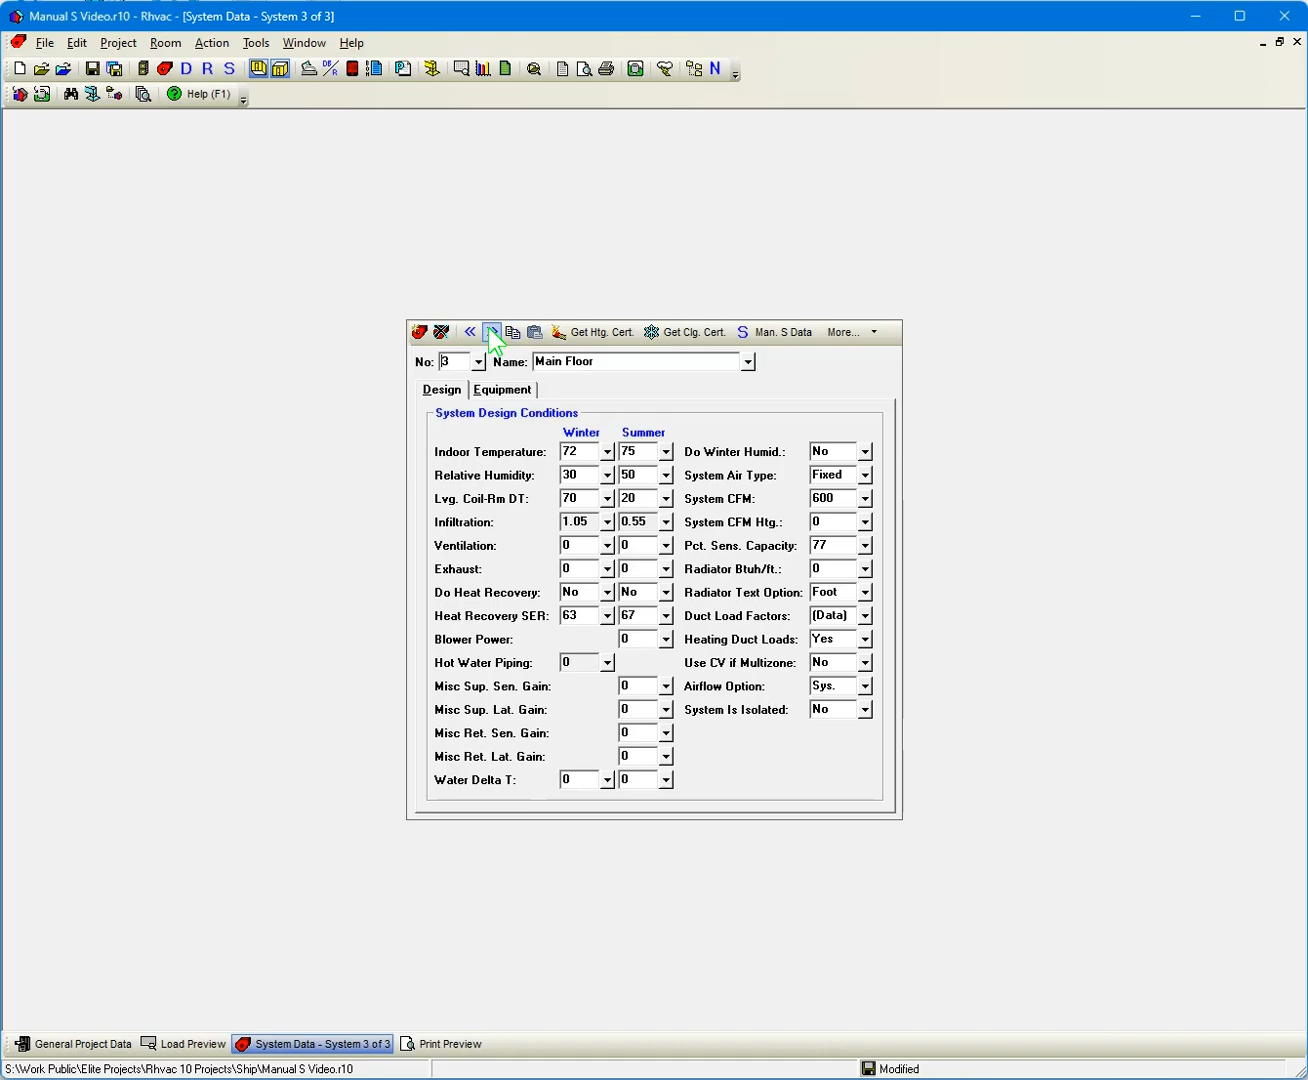 Manual S Video.r10 - Rhvac - [System Data - System 3 of 3]
File Edit Project Room Action Tools Window Help
D R S D/R P N
Help (F1)
Get Htg. Cert. Get Clg. Cert. S Man. S Data More...
No: 3 Name: Main Floor
Design Equipment
System Design Conditions
Winter Summer
Indoor Temperature: 72 75 Do Winter Humid.: No
Relative Humidity: 30 50 System Air Type: Fixed
Lvg. Coil-Rm DT: 70 20 System CFM: 600
Infiltration: 1.05 0.55 System CFM Htg.: 0
Ventilation: 0 0 Pct. Sens. Capacity: 77
Exhaust: 0 0 Radiator Btuh/ft.: 0
Do Heat Recovery: No No Radiator Text Option: Foot
Heat Recovery SER: 63 67 Duct Load Factors: (Data)
Blower Power: 0 Heating Duct Loads: Yes
Hot Water Piping: 0 Use CV if Multizone: No
Misc Sup. Sen. Gain: 0 Airflow Option: Sys.
Misc Sup. Lat. Gain: 0 System Is Isolated: No
Misc Ret. Sen. Gain: 0
Misc Ret. Lat. Gain: 0
Water Delta T: 0 0
General Project Data Load Preview System Data - System 3 of 3 Print Preview
S:\Work Public\Elite Projects\Rhvac 10 Projects\Ship\Manual S Video.r10 Modified